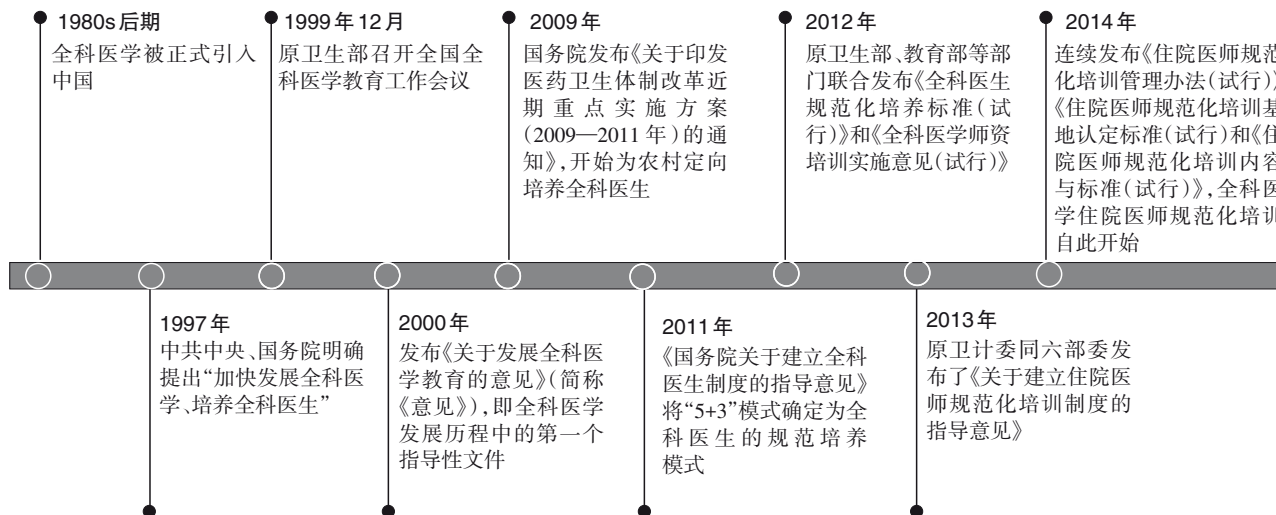 1980s后期
全科医学被正式引入
中国
1999年12月
原卫生部召开全国全
科医学教育工作会议
2009年
国务院发布《关于印发
医药卫生体制改革近
期重点实施方案
(2009—2011年)的通
知》,开始为农村定向
培养全科医生
2012年
原卫生部、教育部等部
门联合发布《全科医生
规范化培养标准(试
行)》和《全科医学师资
培训实施意见(试行)》
2014年
连续发布《住院医师规范
化培训管理办法(试行)》
《住院医师规范化培训基
地认定标准(试行)和《住
院医师规范化培训内容
与标准(试行)》,全科医
学住院医师规范化培训
自此开始
1997年
中共中央、国务院明确
提出“加快发展全科医
学、培养全科医生”
2000年
发布《关于发展全科医
学教育的意见》(简称
《意见》),即全科医学
发展历程中的第一个
指导性文件
2011年
《国务院关于建立全科
医生制度的指导意见》
将“5+3”模式确定为全
科医生的规范培养
模式
2013年
原卫计委同六部委发
布了《关于建立住院医
师规范化培训制度的
指导意见》